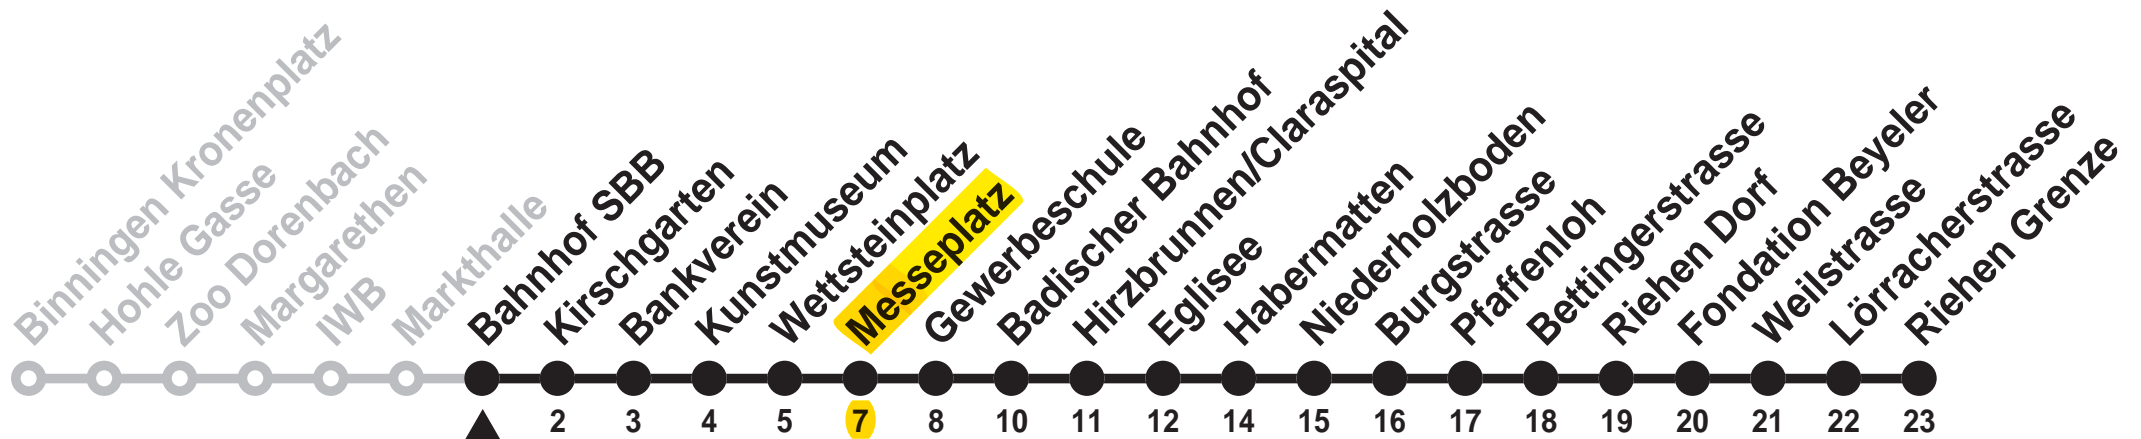 Binningen Kronenplatz
Hohle Gasse
Zoo Dorenbach
Margarethen
IWB
Markthalle
Bahnhof SBB
Kirschgarten
Bankverein
Kunstmuseum
Wettsteinplatz
Messeplatz
Gewerbeschule
Badischer Bahnhof
Hirzbrunnen/Claraspital
Eglisee
Habermatten
Niederholzboden
Burgstrasse
Pfaffenloh
Bettingerstrasse
Riehen Dorf
Fondation Beyeler
Weilstrasse
Lörracherstrasse
Riehen Grenze
2 3 4 5 7 8 10 11 12 14 15 16 17 18 19 20 21 22 23